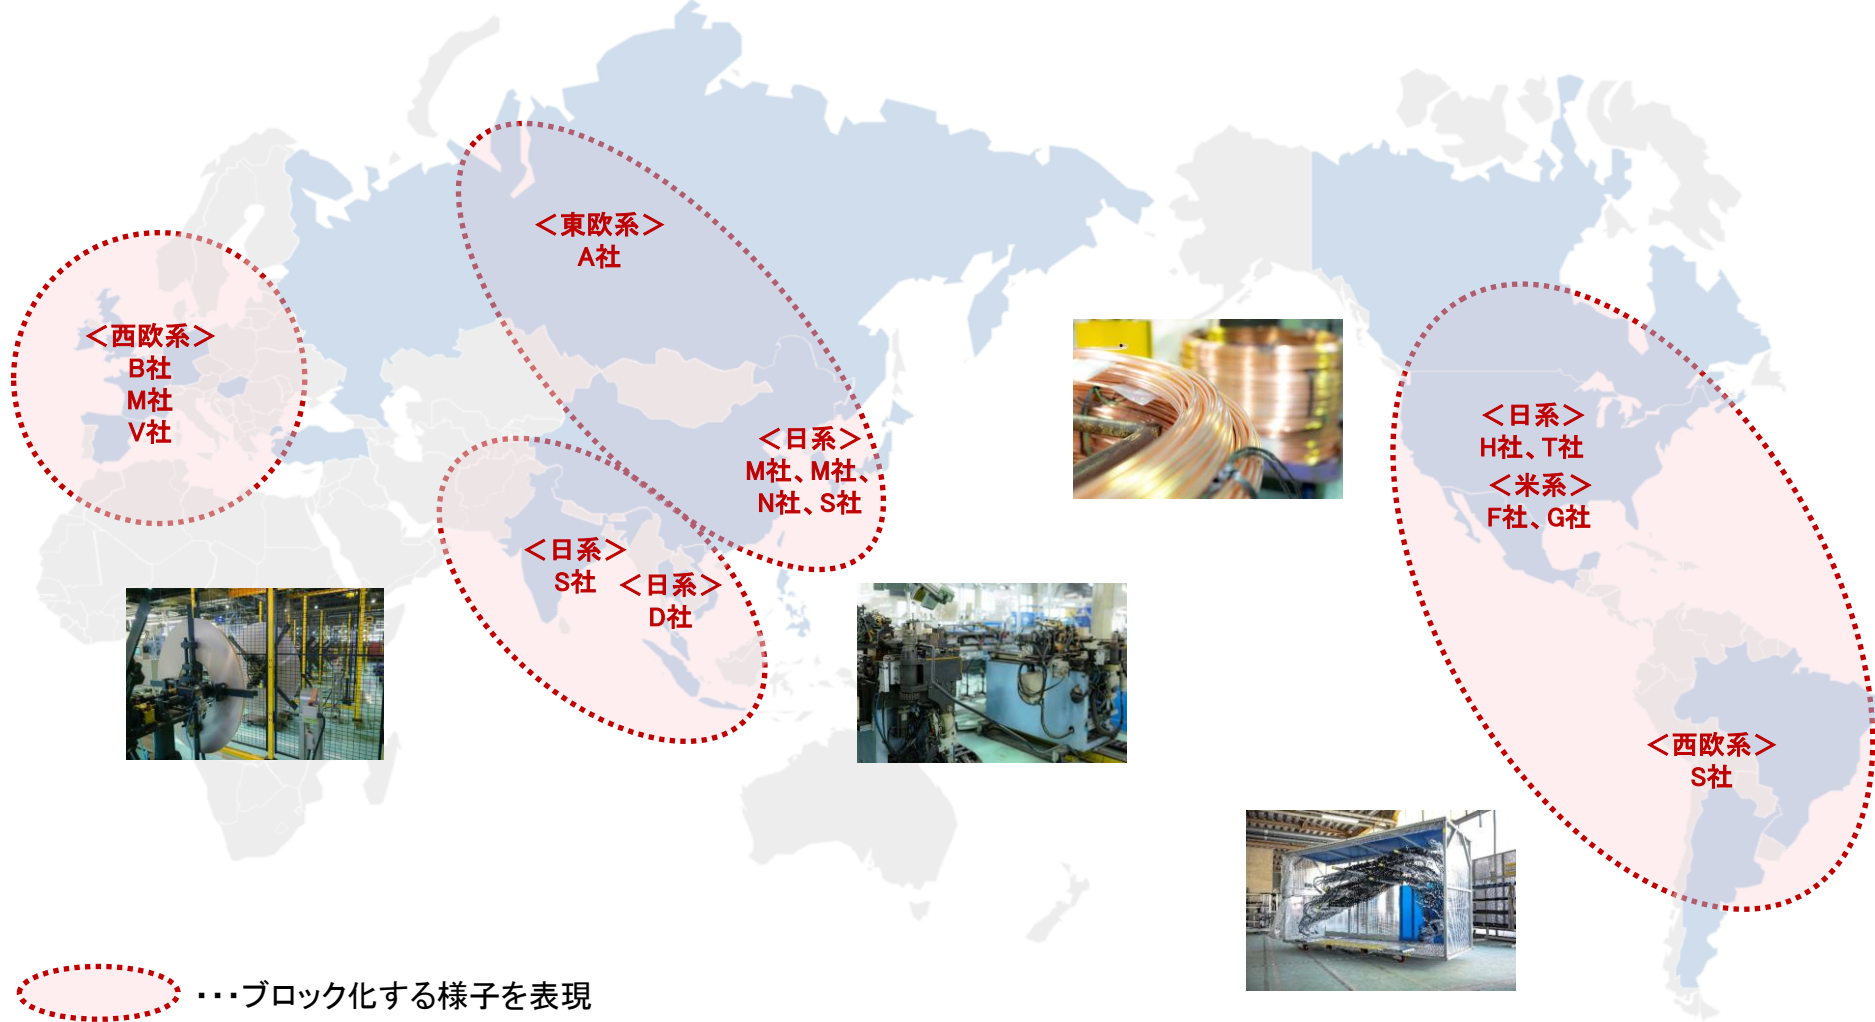 ＜西欧系＞
B社
M社
V社
＜東欧系＞
A社
＜日系＞
M社、M社、
N社、S社
＜日系＞
S社
＜日系＞
D社
＜日系＞
H社、T社
＜米系＞
F社、G社
＜西欧系＞
S社
・・・ブロック化する様子を表現